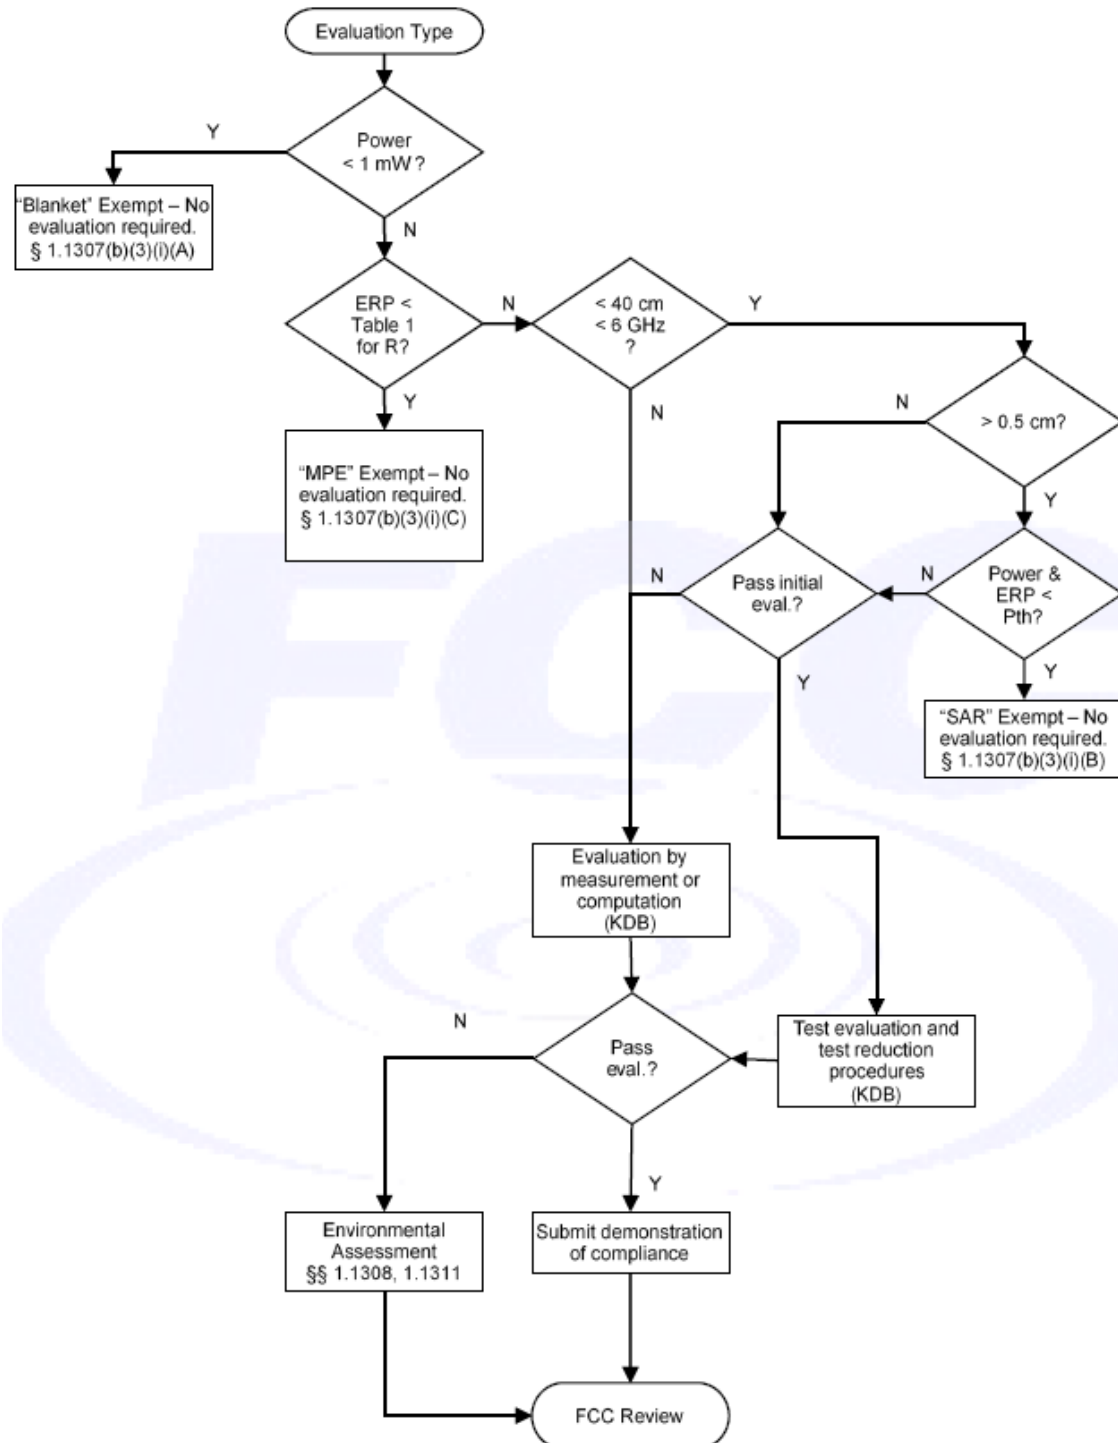 Evaluation Type
Power
< 1 mW ?
Y
"Blanket" Exempt – No
evaluation required.
§ 1.1307(b)(3)(i)(A)
N
ERP <
Table 1
for R?
N
< 40 cm
< 6 GHz
?
Y
Y
N
N
> 0.5 cm?
"MPE" Exempt – No
evaluation required.
§ 1.1307(b)(3)(i)(C)
Y
N
Pass initial
eval.?
N
Power &
ERP <
Pth?
Y
Y
"SAR" Exempt – No
evaluation required.
§ 1.1307(b)(3)(i)(B)
FCC
Evaluation by
measurement or
computation
(KDB)
N
Pass
eval.?
Test evaluation and
test reduction
procedures
(KDB)
Y
Environmental
Assessment
§§ 1.1308, 1.1311
Submit demonstration
of compliance
FCC Review